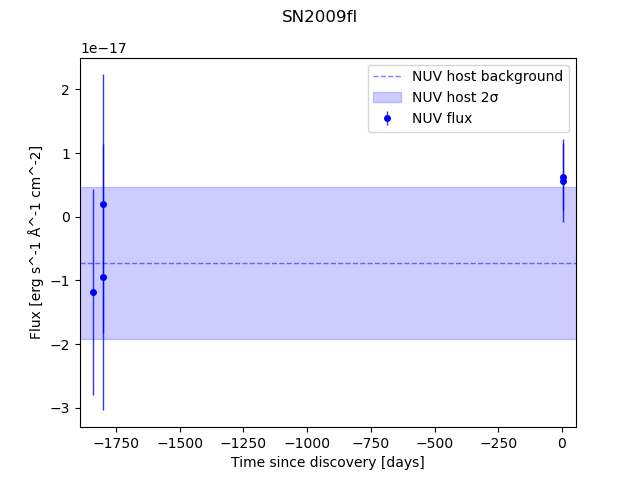 SN2009fl
1e−17
NUV host background
NUV host 2σ
NUV flux
2
1
0
−1
−2
−3
Flux [erg s^-1 Å^-1 cm^-2]
−1750 −1500 −1250 −1000 −750 −500 −250 0
Time since discovery [days]